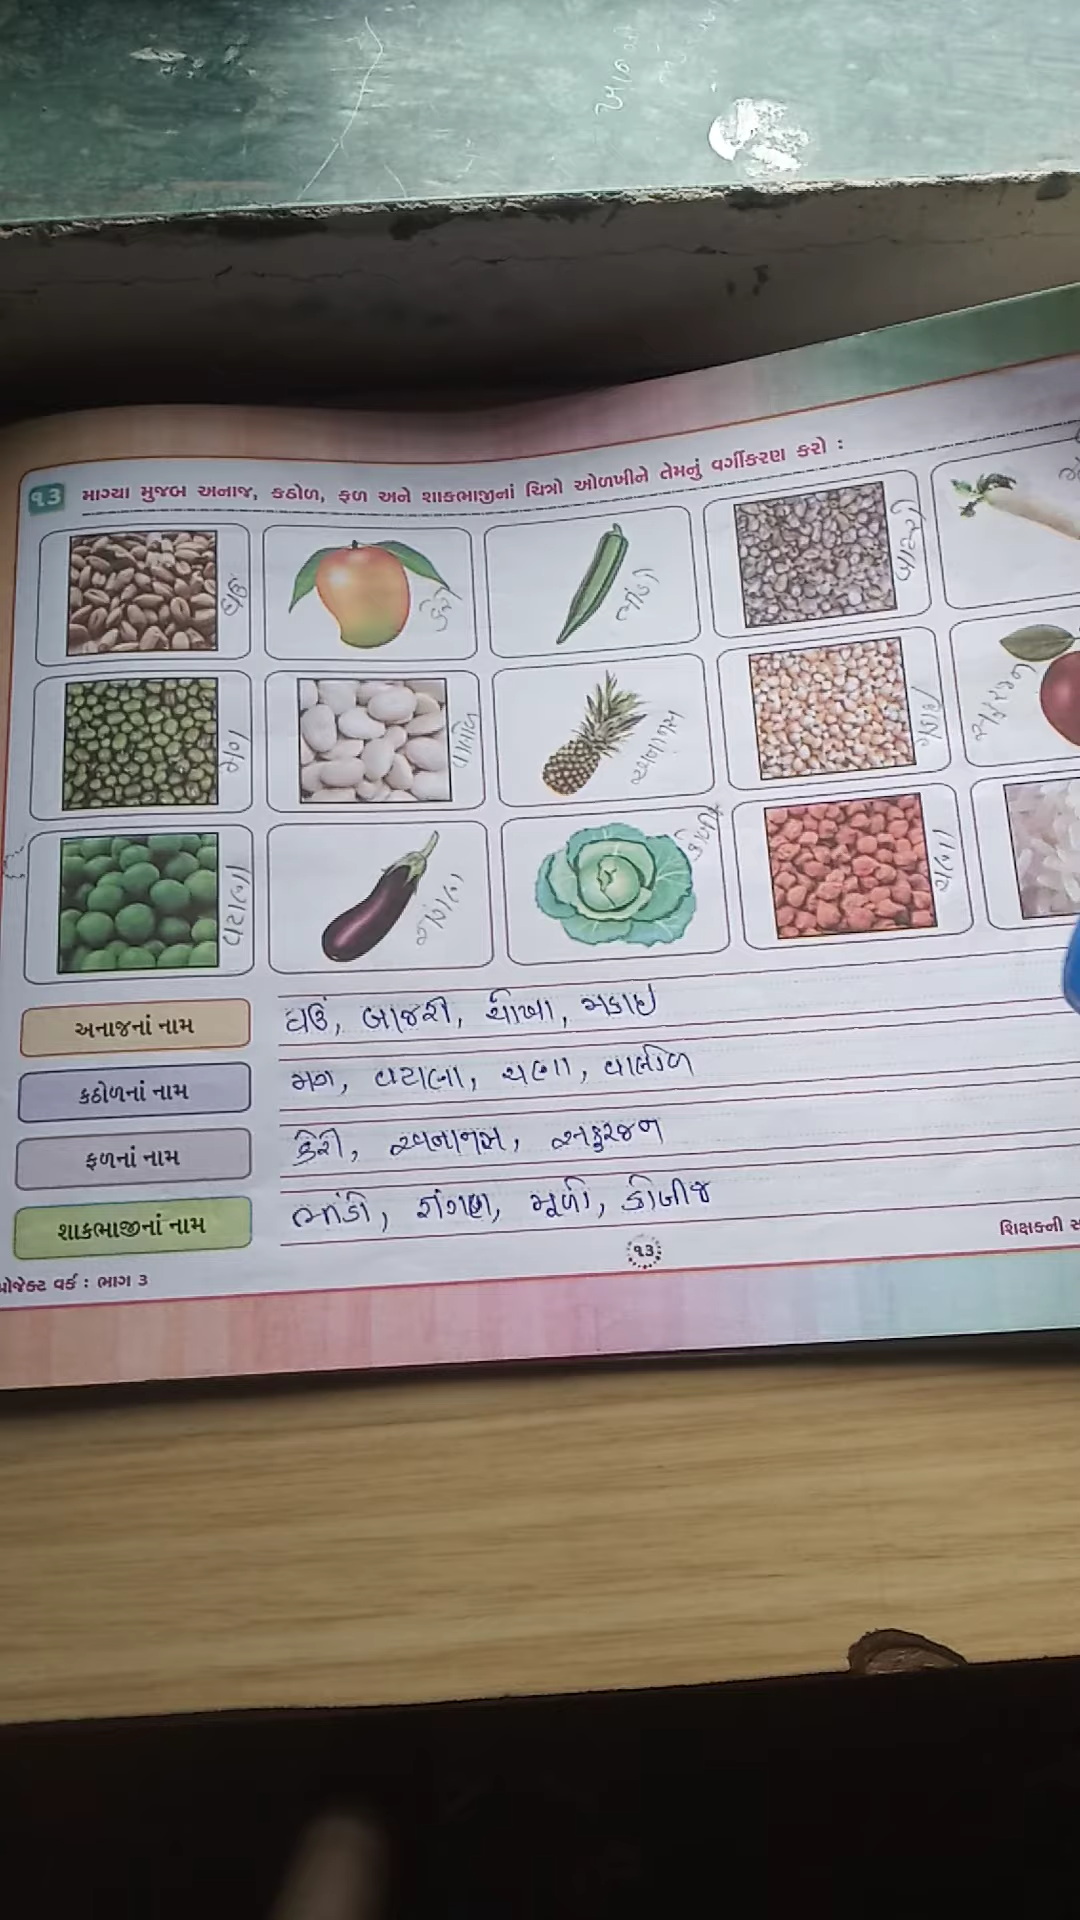 ૧૩ માગ્યા મુજબ અનાજ, કઠોળ, ફળ અને શાકભાજીનાં ચિત્રો ઓળખીને તેમનું વર્ગીકરણ કરો :
ઘઉં
કેરી
ભીંડો
બાજરી
મગ
વાલોળ
અનાનસ
મકાઈ
સફરજન
વટાણા
રીંગણ
કોબીજ
ચણા
અનાજનાં નામ ઘઉં, બાજરી, ચોખા, મકાઇ
કઠોળનાં નામ મગ, વટાણા, ચણા, વાલોળ
ફળનાં નામ કેરી, અનાનસ, સફરજન
શાકભાજીનાં નામ ભીંડો, રીંગણ, મૂળો, કોબીજ
૧૩
શિક્ષકની
પ્રોજેક્ટ વર્ક : ભાગ 3